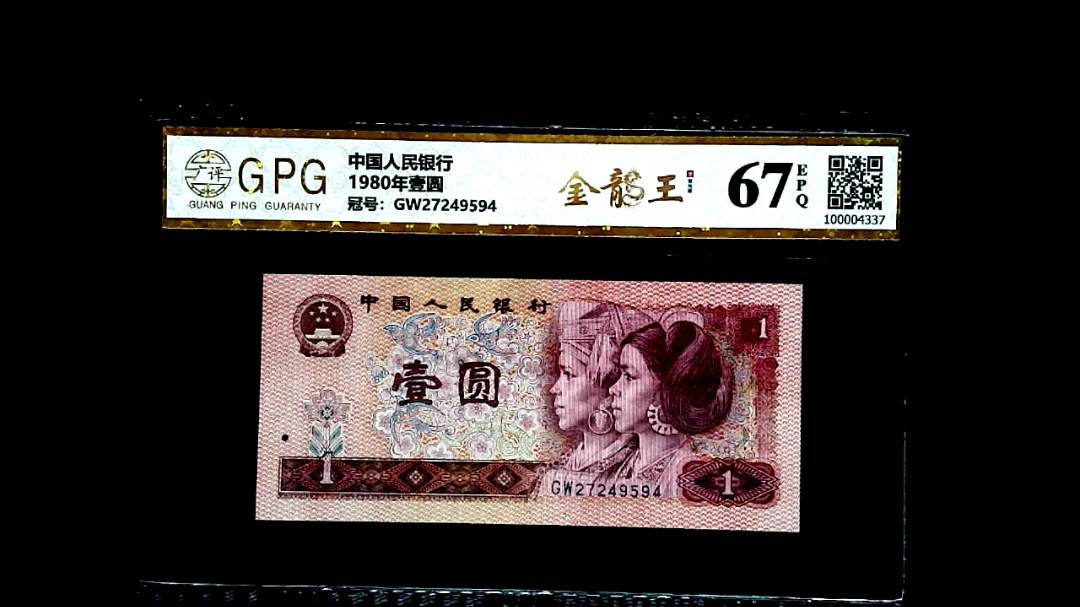 广评
GPG
GUANG PING GUARANTY
中国人民银行
1980年壹圆
冠号：GW27249594
金龍王
67
EPQ
100004337
中国人民银行
1
壹圆
1
GW27249594
1